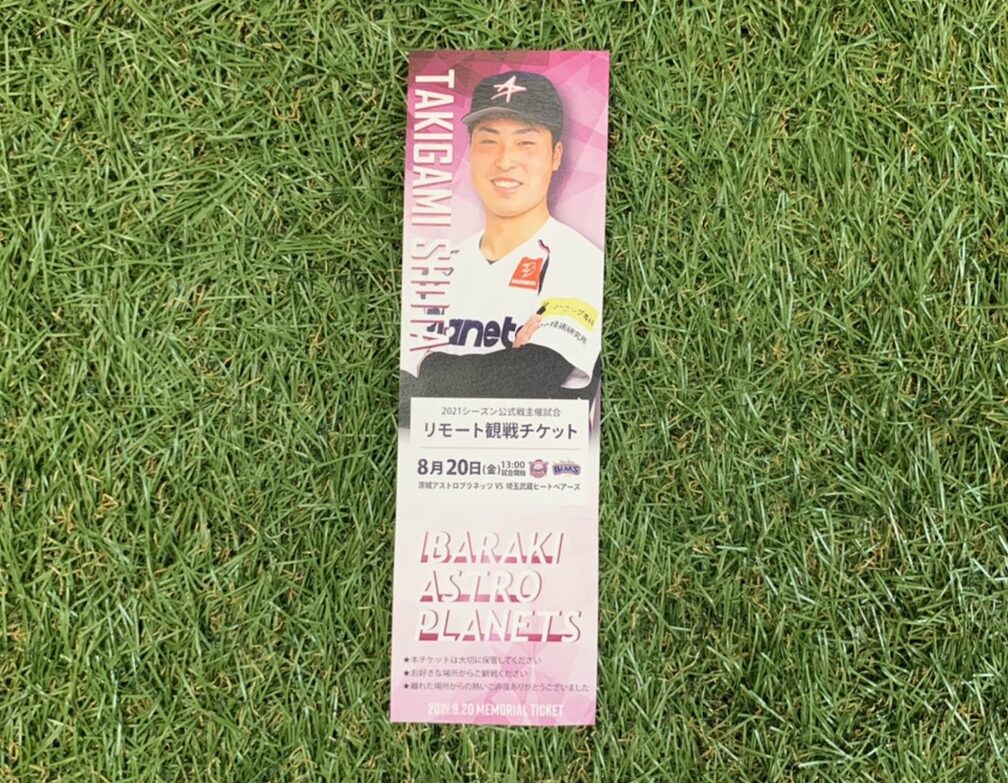 TAKIGAMI SEIITA
anet
2021シーズン公式戦主催試合
リモート観戦チケット
8月20日(金)13:00
試合開始
BEARS
茨城アストロプラネッツ VS 埼玉武蔵ヒートベアーズ
IBARAKI
ASTRO
PLANETS
★本チケットは大切に保管してください
★お好きな場所からご観戦ください
★離れた場所からの熱いご声援ありがとうございました
2021.8.20 MEMORIAL TICKET